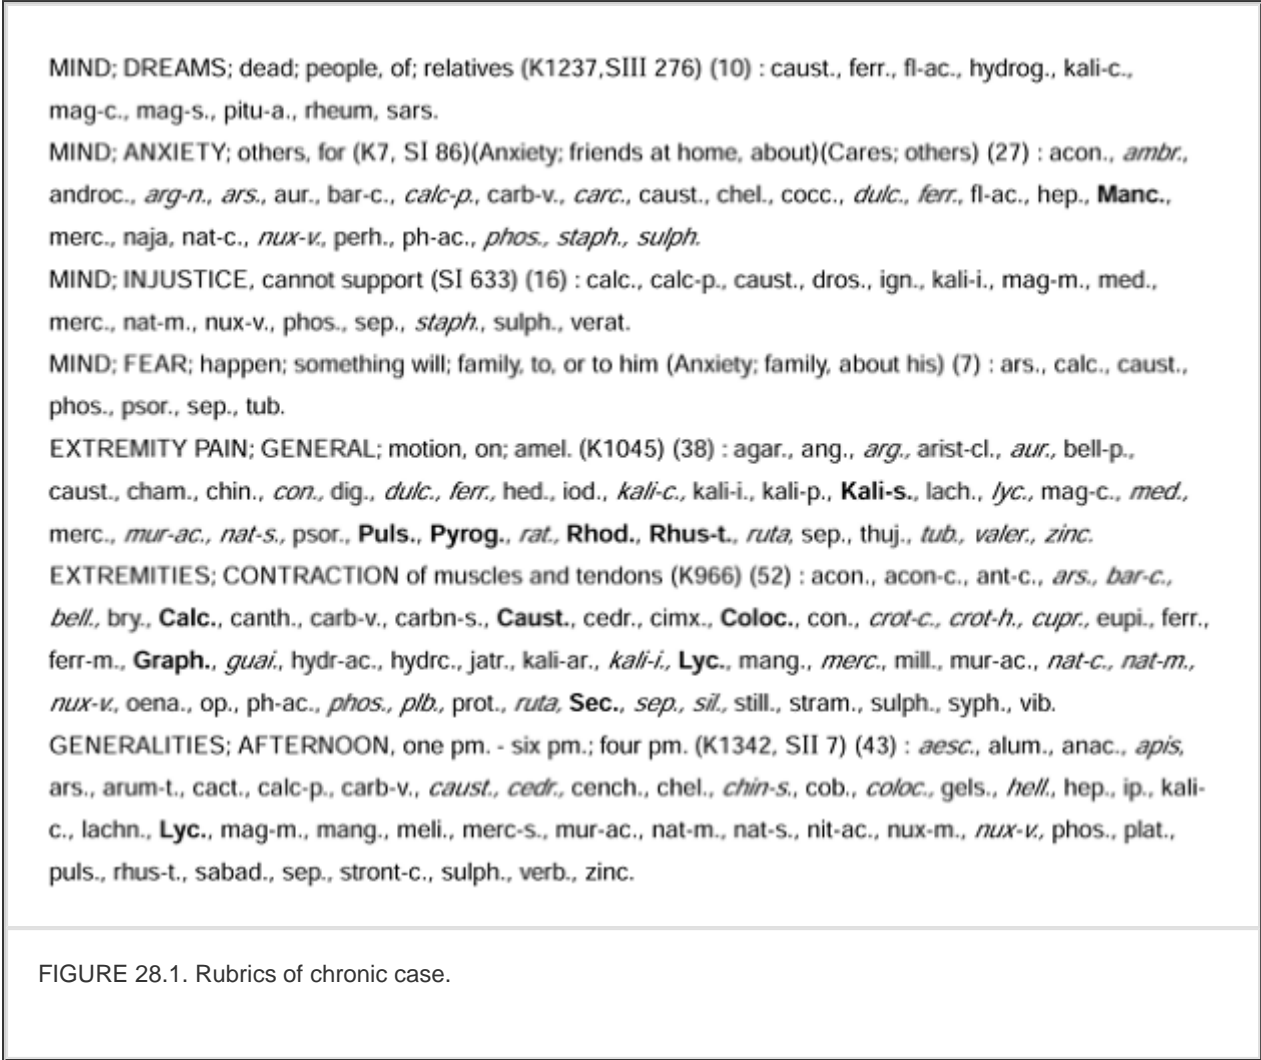 MIND; DREAMS; dead; people, of; relatives (K1237,SIII 276) (10) : caust., ferr., fl-ac., hydrog., kali-c.,
mag-c., mag-s., pitu-a., rheum, sars.
MIND; ANXIETY; others, for (K7, SI 86)(Anxiety; friends at home, about)(Cares; others) (27) : acon., ambr.,
androc., arg-n., ars., aur., bar-c., calc-p., carb-v., carc., caust., chel., cocc., dulc., ferr., fl-ac., hep., Manc.,
merc., naja, nat-c., nux-v., perh., ph-ac., phos., staph., sulph.
MIND; INJUSTICE, cannot support (SI 633) (16) : calc., calc-p., caust., dros., ign., kali-i., mag-m., med.,
merc., nat-m., nux-v., phos., sep., staph., sulph., verat.
MIND; FEAR; happen; something will; family, to, or to him (Anxiety; family, about his) (7) : ars., calc., caust.,
phos., psor., sep., tub.
EXTREMITY PAIN; GENERAL; motion, on; amel. (K1045) (38) : agar., ang., arg., arist-cl., aur., bell-p.,
caust., cham., chin., con., dig., dulc., ferr., hed., iod., kali-c., kali-i., kali-p., Kali-s., lach., lyc., mag-c., med.,
merc., mur-ac., nat-s., psor., Puls., Pyrog., rat., Rhod., Rhus-t., ruta, sep., thuj., tub., valer., zinc.
EXTREMITIES; CONTRACTION of muscles and tendons (K966) (52) : acon., acon-c., ant-c., ars., bar-c.,
bell., bry., Calc., canth., carb-v., carbn-s., Caust., cedr., cimx., Coloc., con., crot-c., crot-h., cupr., eupi., ferr.,
ferr-m., Graph., guai., hydr-ac., hydrc., jatr., kali-ar., kali-i., Lyc., mang., merc., mill., mur-ac., nat-c., nat-m.,
nux-v., oena., op., ph-ac., phos., plb., prot., ruta, Sec., sep., sil., still., stram., sulph., syph., vib.
GENERALITIES; AFTERNOON, one pm. - six pm.; four pm. (K1342, SII 7) (43) : aesc., alum., anac., apis,
ars., arum-t., cact., calc-p., carb-v., caust., cedr., cench., chel., chin-s., cob., coloc., gels., hell., hep., ip., kali-
c., lachn., Lyc., mag-m., mang., meli., merc-s., mur-ac., nat-m., nat-s., nit-ac., nux-m., nux-v., phos., plat.,
puls., rhus-t., sabad., sep., stront-c., sulph., verb., zinc.
FIGURE 28.1. Rubrics of chronic case.